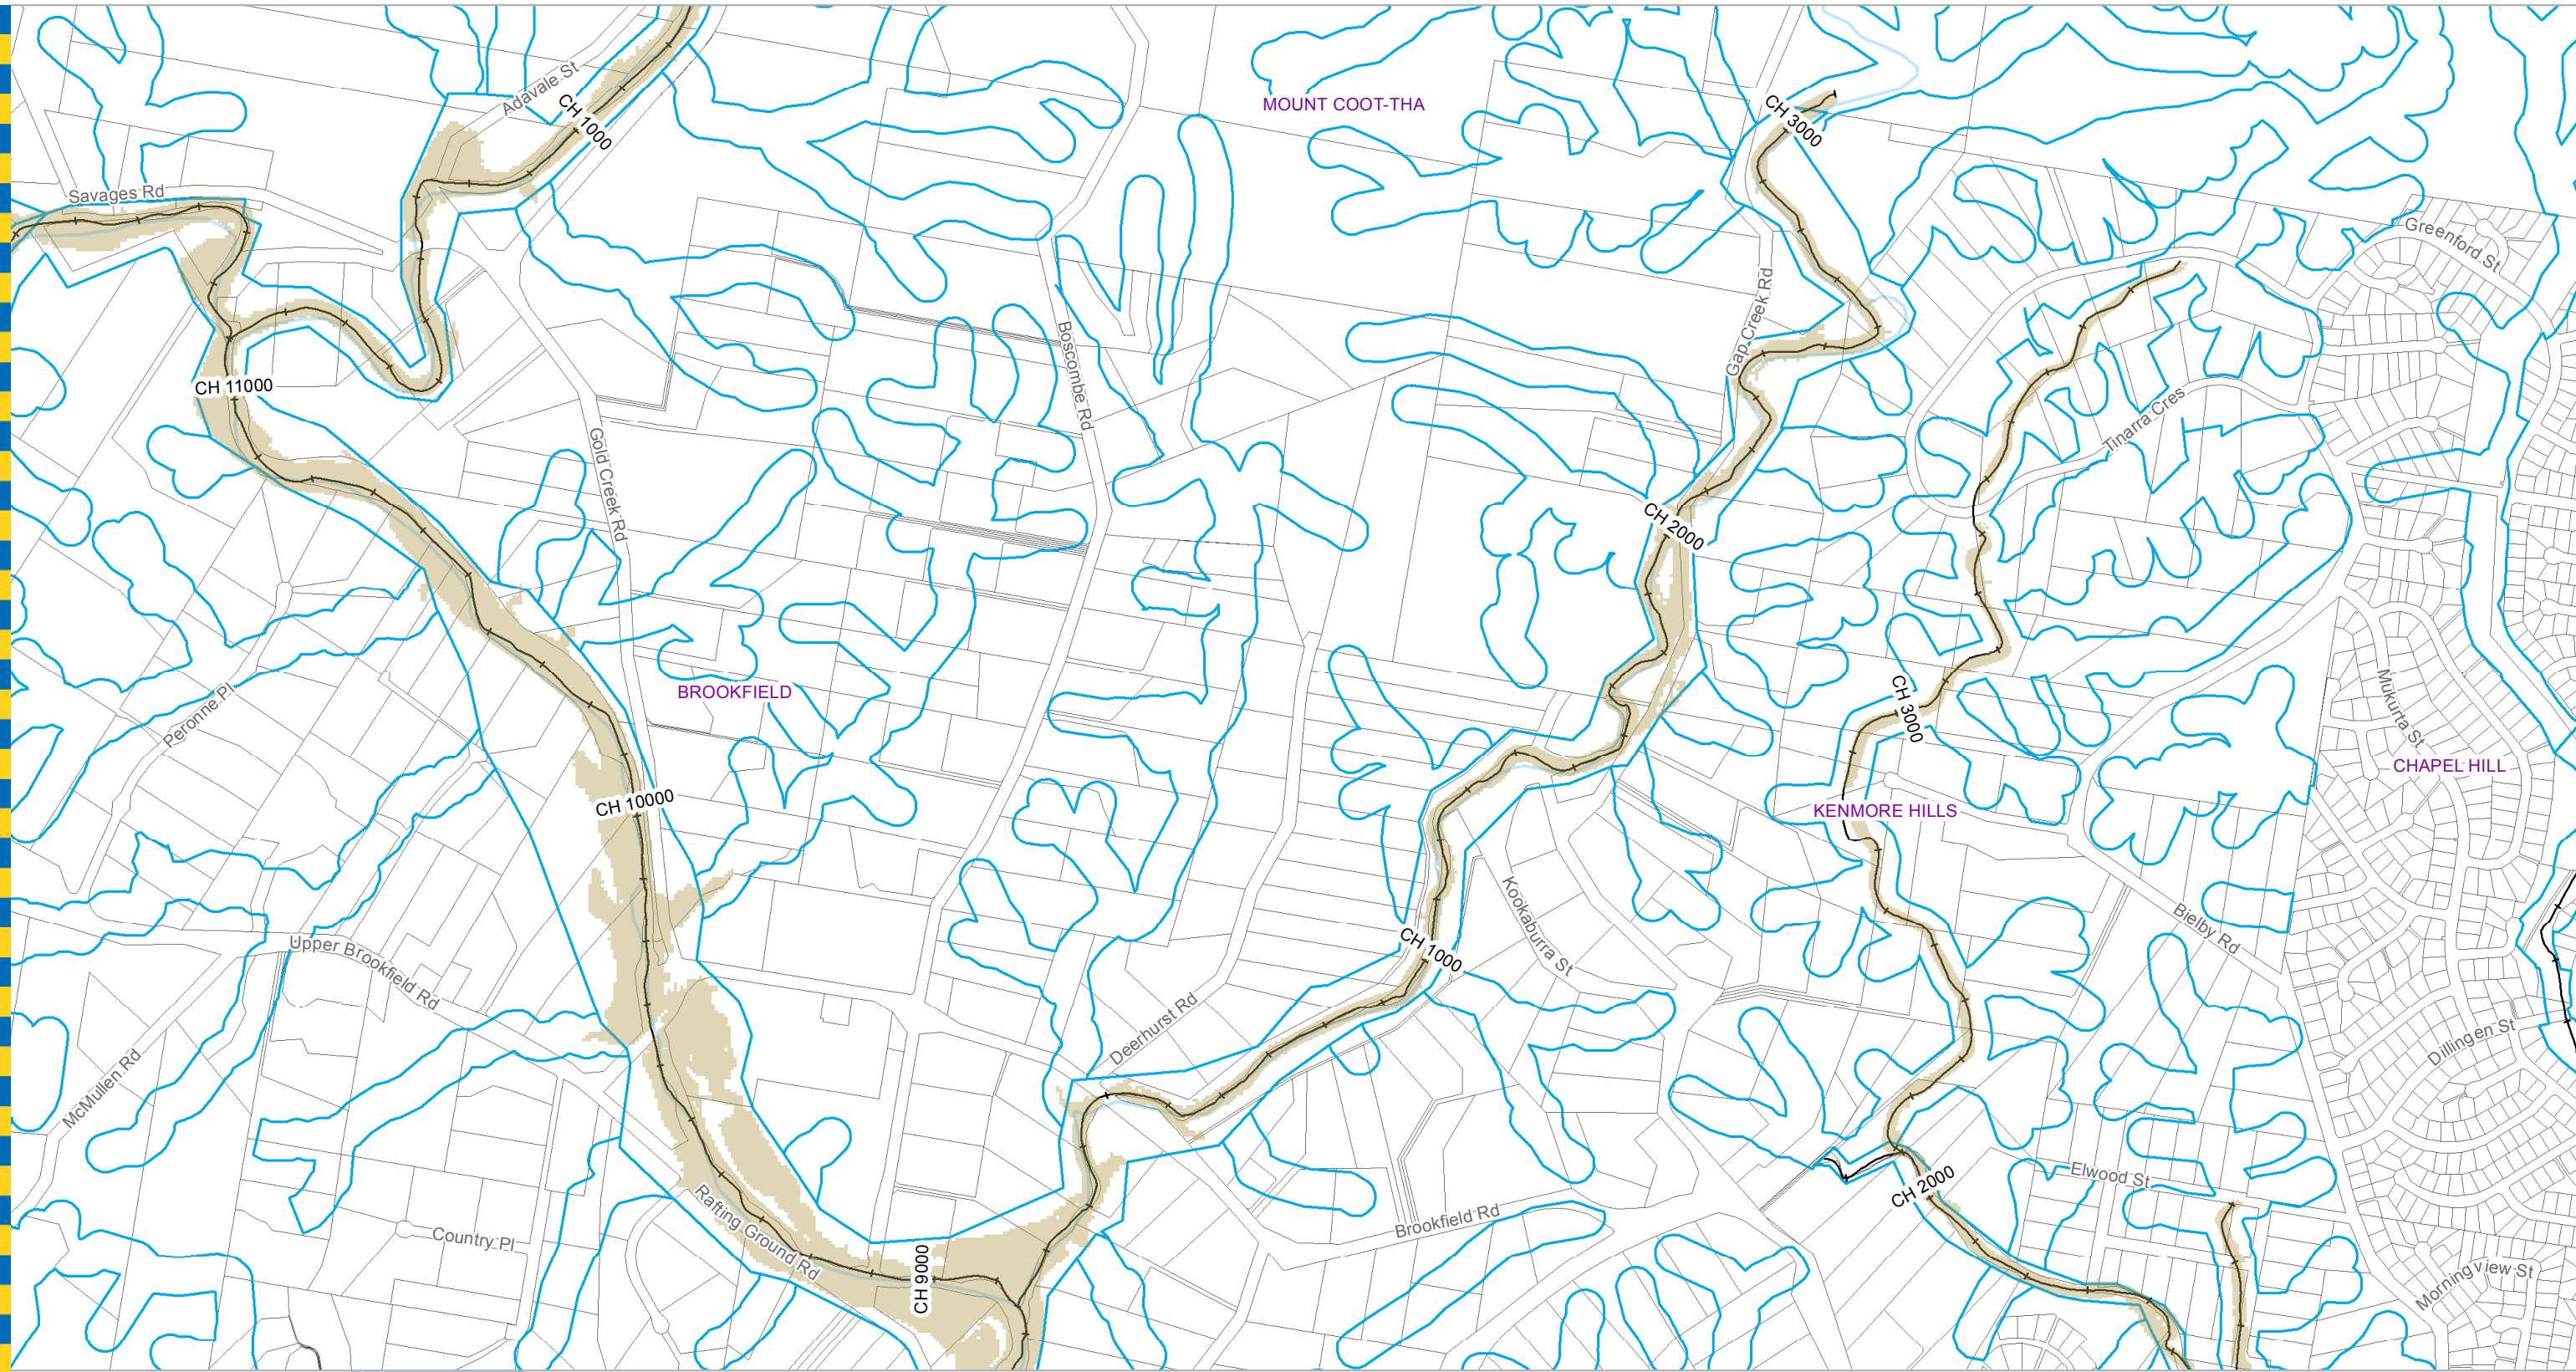 MOUNT COOT-THA
Adavale St
CH 1000
CH 3000
Savages Rd
Greenford St
Gap Creek Rd
Boscombe Rd
CH 11000
Tinarra Cres
Gold Creek Rd
CH 2000
BROOKFIELD
Peronne Pl
CH 3000
Mukurta St
CHAPEL HILL
CH 10000
KENMORE HILLS
Kookaburra St
Bielby Rd
Upper Brookfield Rd
CH 1000
Deerhurst Rd
Dillingen St
McMullen Rd
Elwood St
CH 2000
Rafting Ground Rd
Brookfield Rd
Country Pl
CH 9000
Morningview St